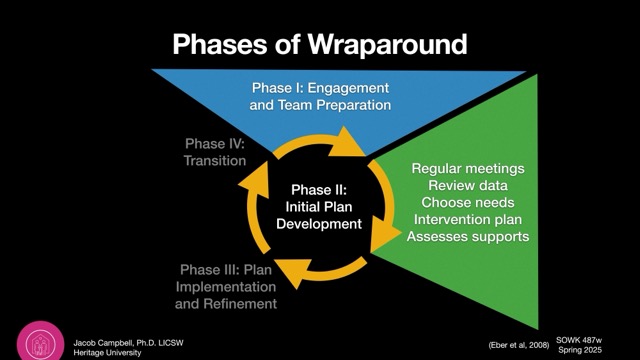 Phases of Wraparound
Phase I: Engagement
and Team Preparation
Phase IV:
Transition
Phase II:
Initial Plan
Development
Regular meetings
Review data
Choose needs
Intervention plan
Assesses supports
Phase III: Plan
Implementation
and Refinement
Jacob Campbell, Ph.D. LICSW
Heritage University
(Eber et al, 2008)
SOWK 487w
Spring 2025